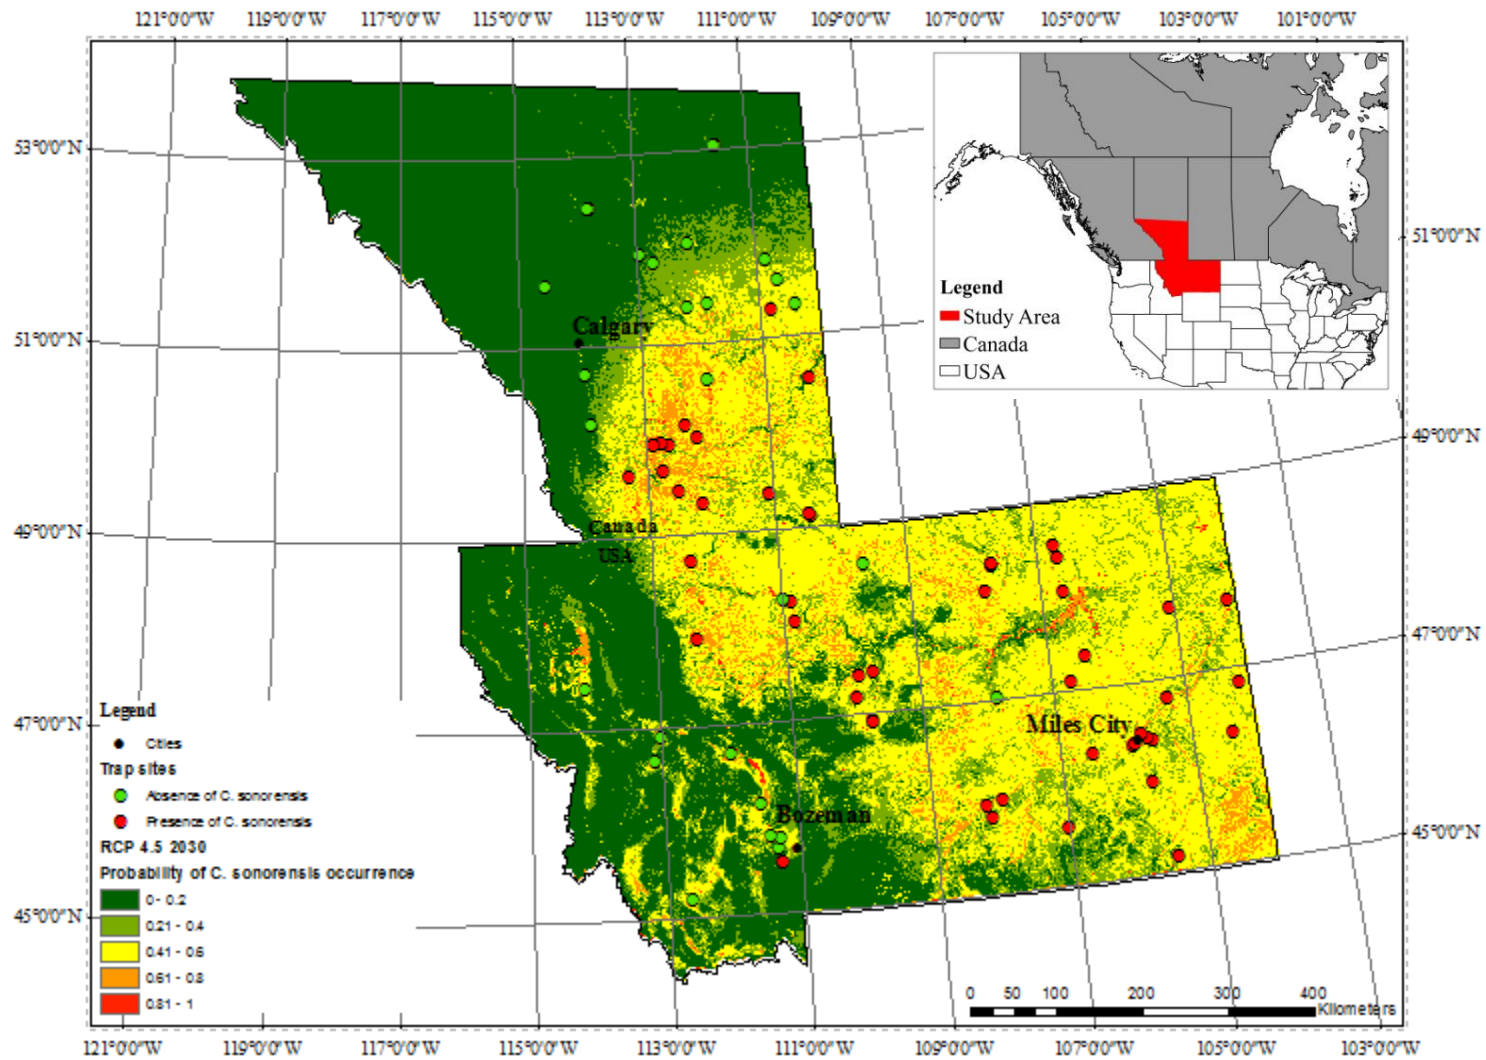 121°0'0"W 119°0'0"W 117°0'0"W 115°0'0"W 113°0'0"W 111°0'0"W 109°0'0"W 107°0'0"W 105°0'0"W 103°0'0"W 101°0'0"W
53°0'0"N
51°0'0"N
49°0'0"N
47°0'0"N
45°0'0"N
Legend
Study Area
Canada
USA
51°0'0"N
49°0'0"N
47°0'0"N
45°0'0"N
Calgary
Canada
USA
Miles City
Bozeman
Legend
Cities
Trap sites
Absence of C. sonorensis
Presence of C. sonorensis
RCP 4.5 2030
Probability of C. sonorensis occurrence
0 - 0.2
0.21 - 0.4
0.41 - 0.6
0.61 - 0.8
0.81 - 1
0 50 100 200 300 400
Kilometers
121°0'0"W 119°0'0"W 117°0'0"W 115°0'0"W 113°0'0"W 111°0'0"W 109°0'0"W 107°0'0"W 105°0'0"W 103°0'0"W